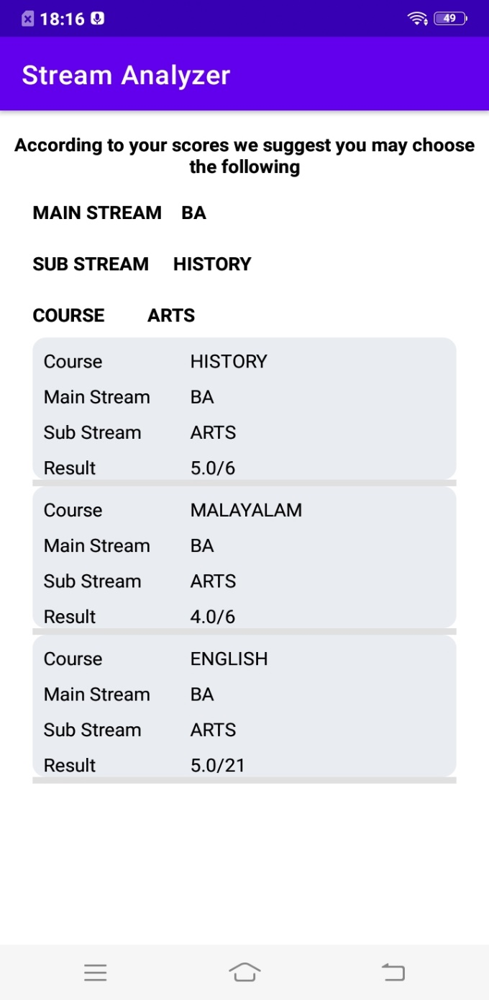 18:16
49
Stream Analyzer
According to your scores we suggest you may choose
the following
MAIN STREAM BA
SUB STREAM HISTORY
COURSE ARTS
Course HISTORY
Main Stream BA
Sub Stream ARTS
Result 5.0/6
Course MALAYALAM
Main Stream BA
Sub Stream ARTS
Result 4.0/6
Course ENGLISH
Main Stream BA
Sub Stream ARTS
Result 5.0/21